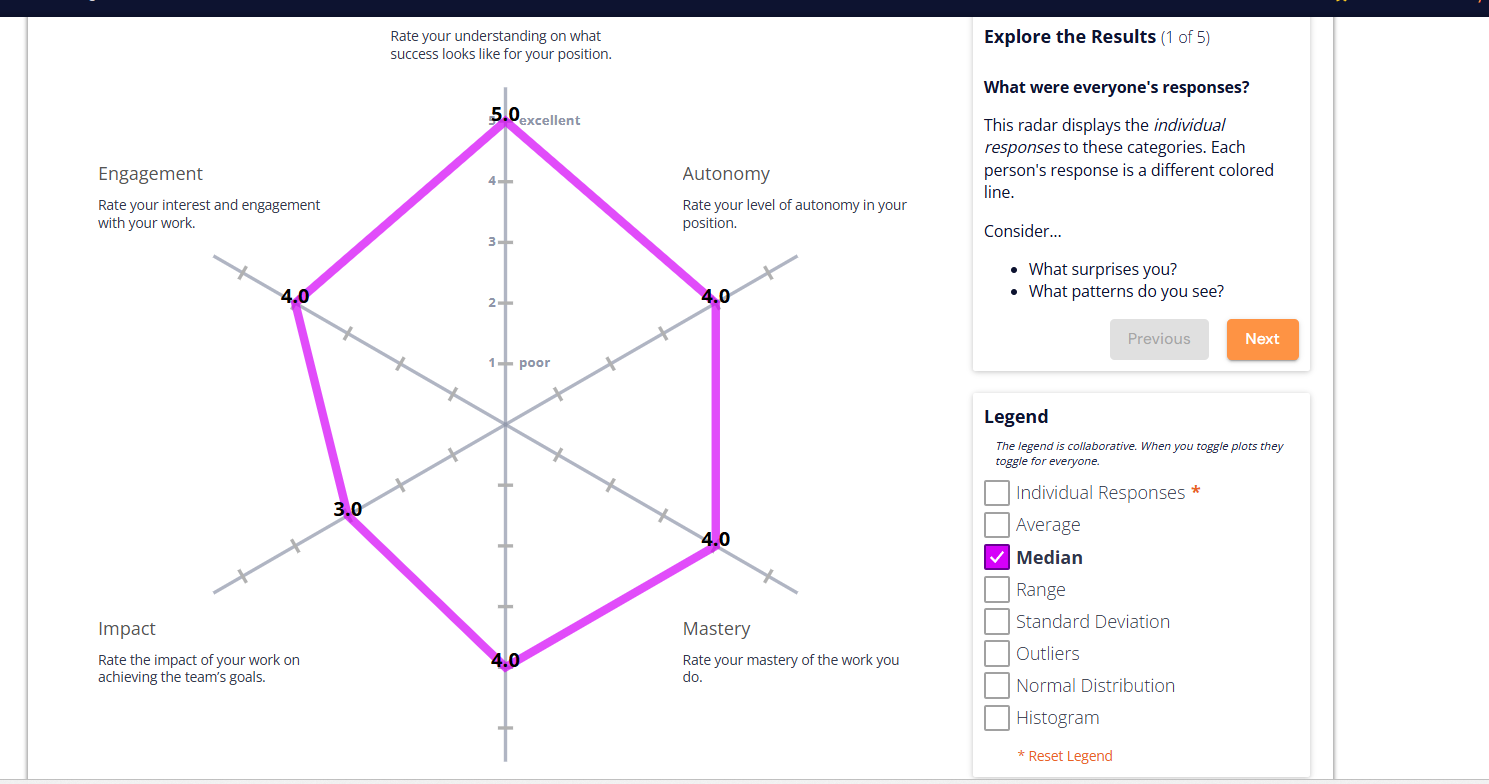 Rate your understanding on what
success looks like for your position.
5.0
excellent
4
3
2
1
poor
Engagement
Rate your interest and engagement
with your work.
4.0
Autonomy
Rate your level of autonomy in your
position.
4.0
3.0
4.0
Impact
Rate the impact of your work on
achieving the team’s goals.
4.0
Mastery
Rate your mastery of the work you
do.
Explore the Results (1 of 5)
What were everyone's responses?
This radar displays the individual
responses to these categories. Each
person's response is a different colored
line.
Consider...
• What surprises you?
• What patterns do you see?
Previous
Next
Legend
The legend is collaborative. When you toggle plots they
toggle for everyone.
Individual Responses *
Average
Median
Range
Standard Deviation
Outliers
Normal Distribution
Histogram
* Reset Legend